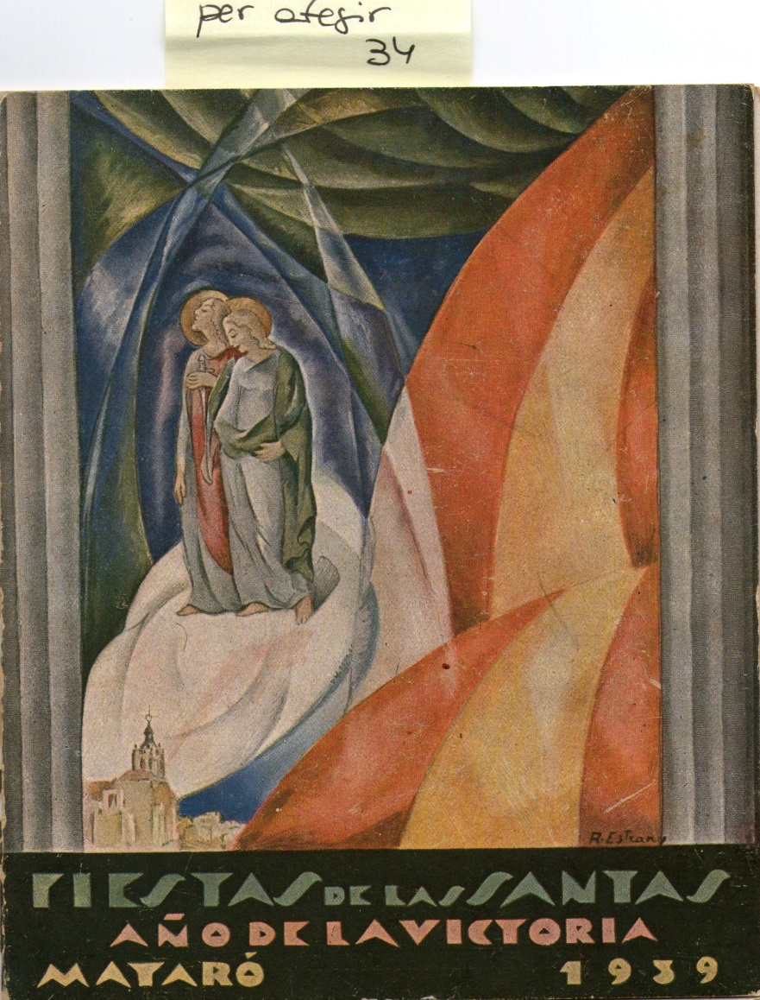 per afegir
34
R. Estrany
FIESTAS DE LAS SANTAS
AÑO DE LA VICTORIA
MATARÓ 1939